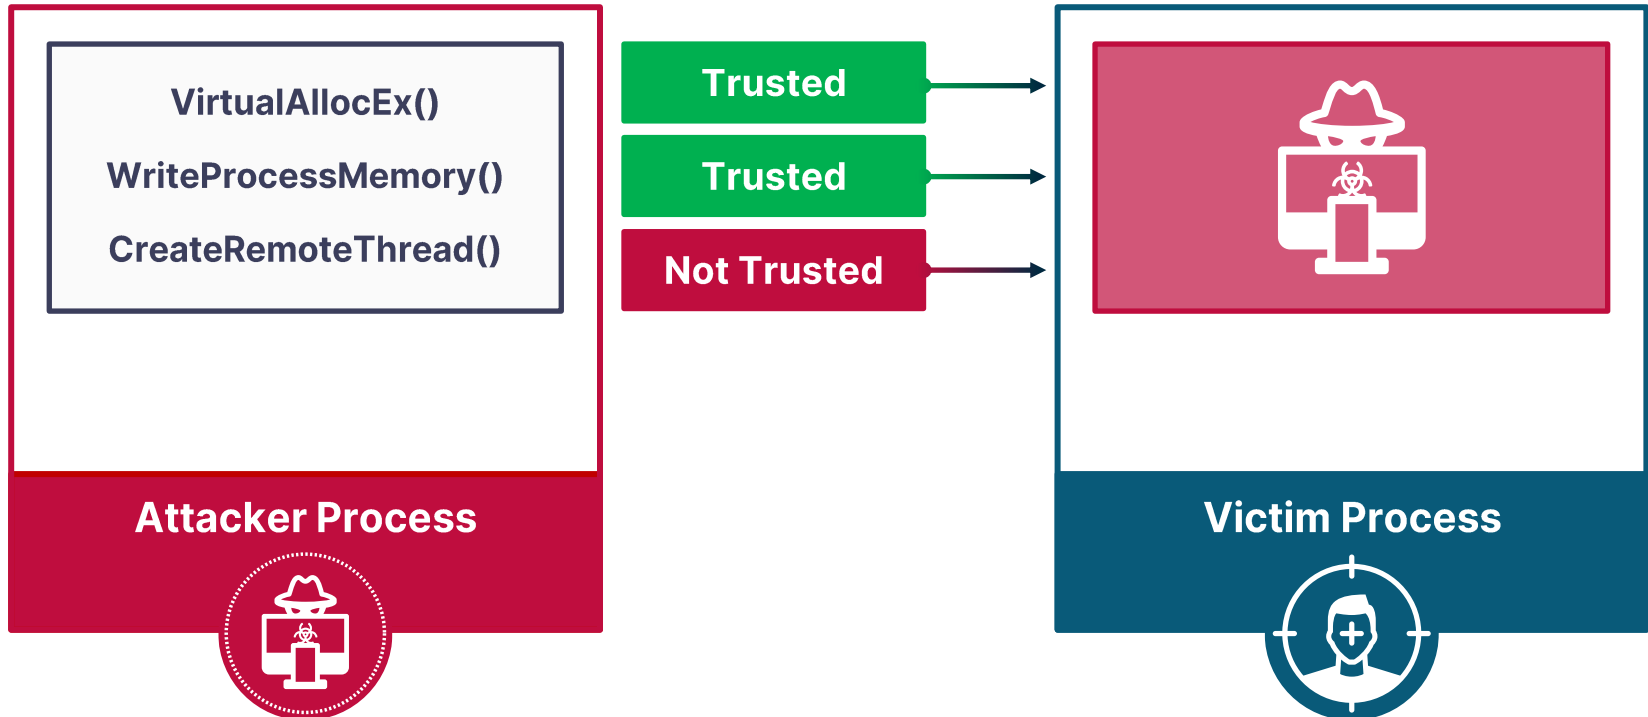 VirtualAllocEx()
WriteProcessMemory()
CreateRemoteThread()
Trusted
Trusted
Not Trusted
Attacker Process
Victim Process